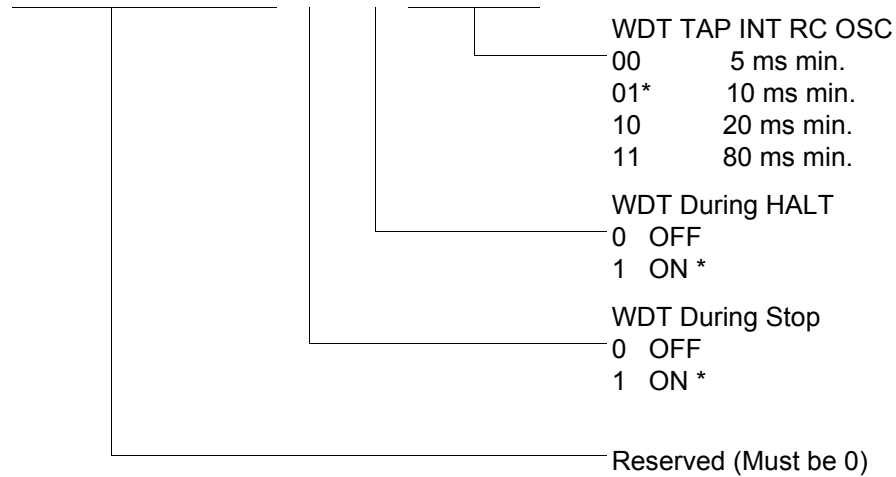 WDT TAP INT RC OSC
00 5 ms min.
01* 10 ms min.
10 20 ms min.
11 80 ms min.
WDT During HALT
0 OFF
1 ON *
WDT During Stop
0 OFF
1 ON *
Reserved (Must be 0)